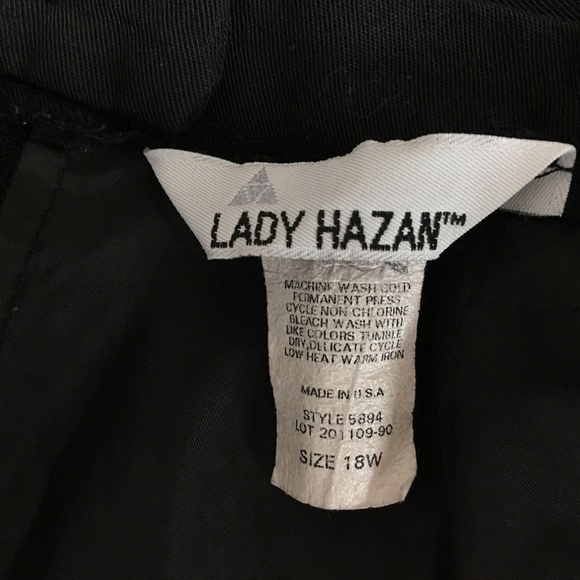 LADY HAZAN™
MACHINE WASH COLD
PERMANENT PRESS
CYCLE NON CHLORINE
BLEACH WASH WITH
LIKE COLORS TUMBLE
DRY, DELICATE CYCLE
LOW HEAT WARM IRON
MADE IN U.S.A
STYLE 5894
LOT 201109-90
SIZE 18W